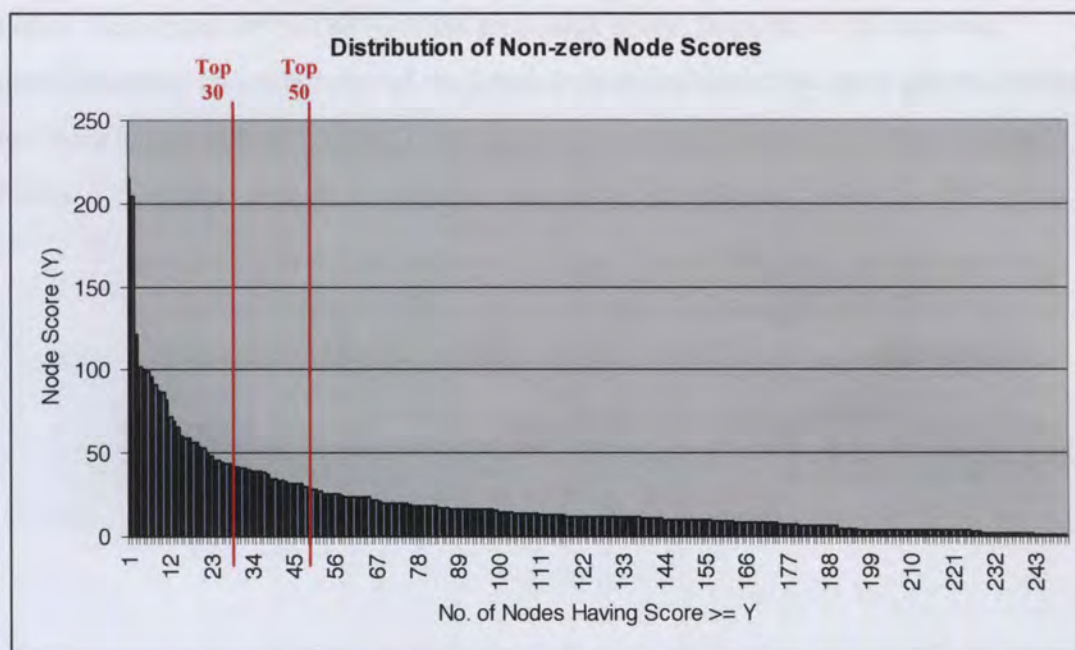 Distribution of Non-zero Node Scores
Top Top
30 50
250
200
150
100
50
0
Node Score (Y)
1 12 23 34 45 56 67 78 89 100 111 122 133 144 155 166 177 188 199 210 221 232 243
No. of Nodes Having Score >= Y